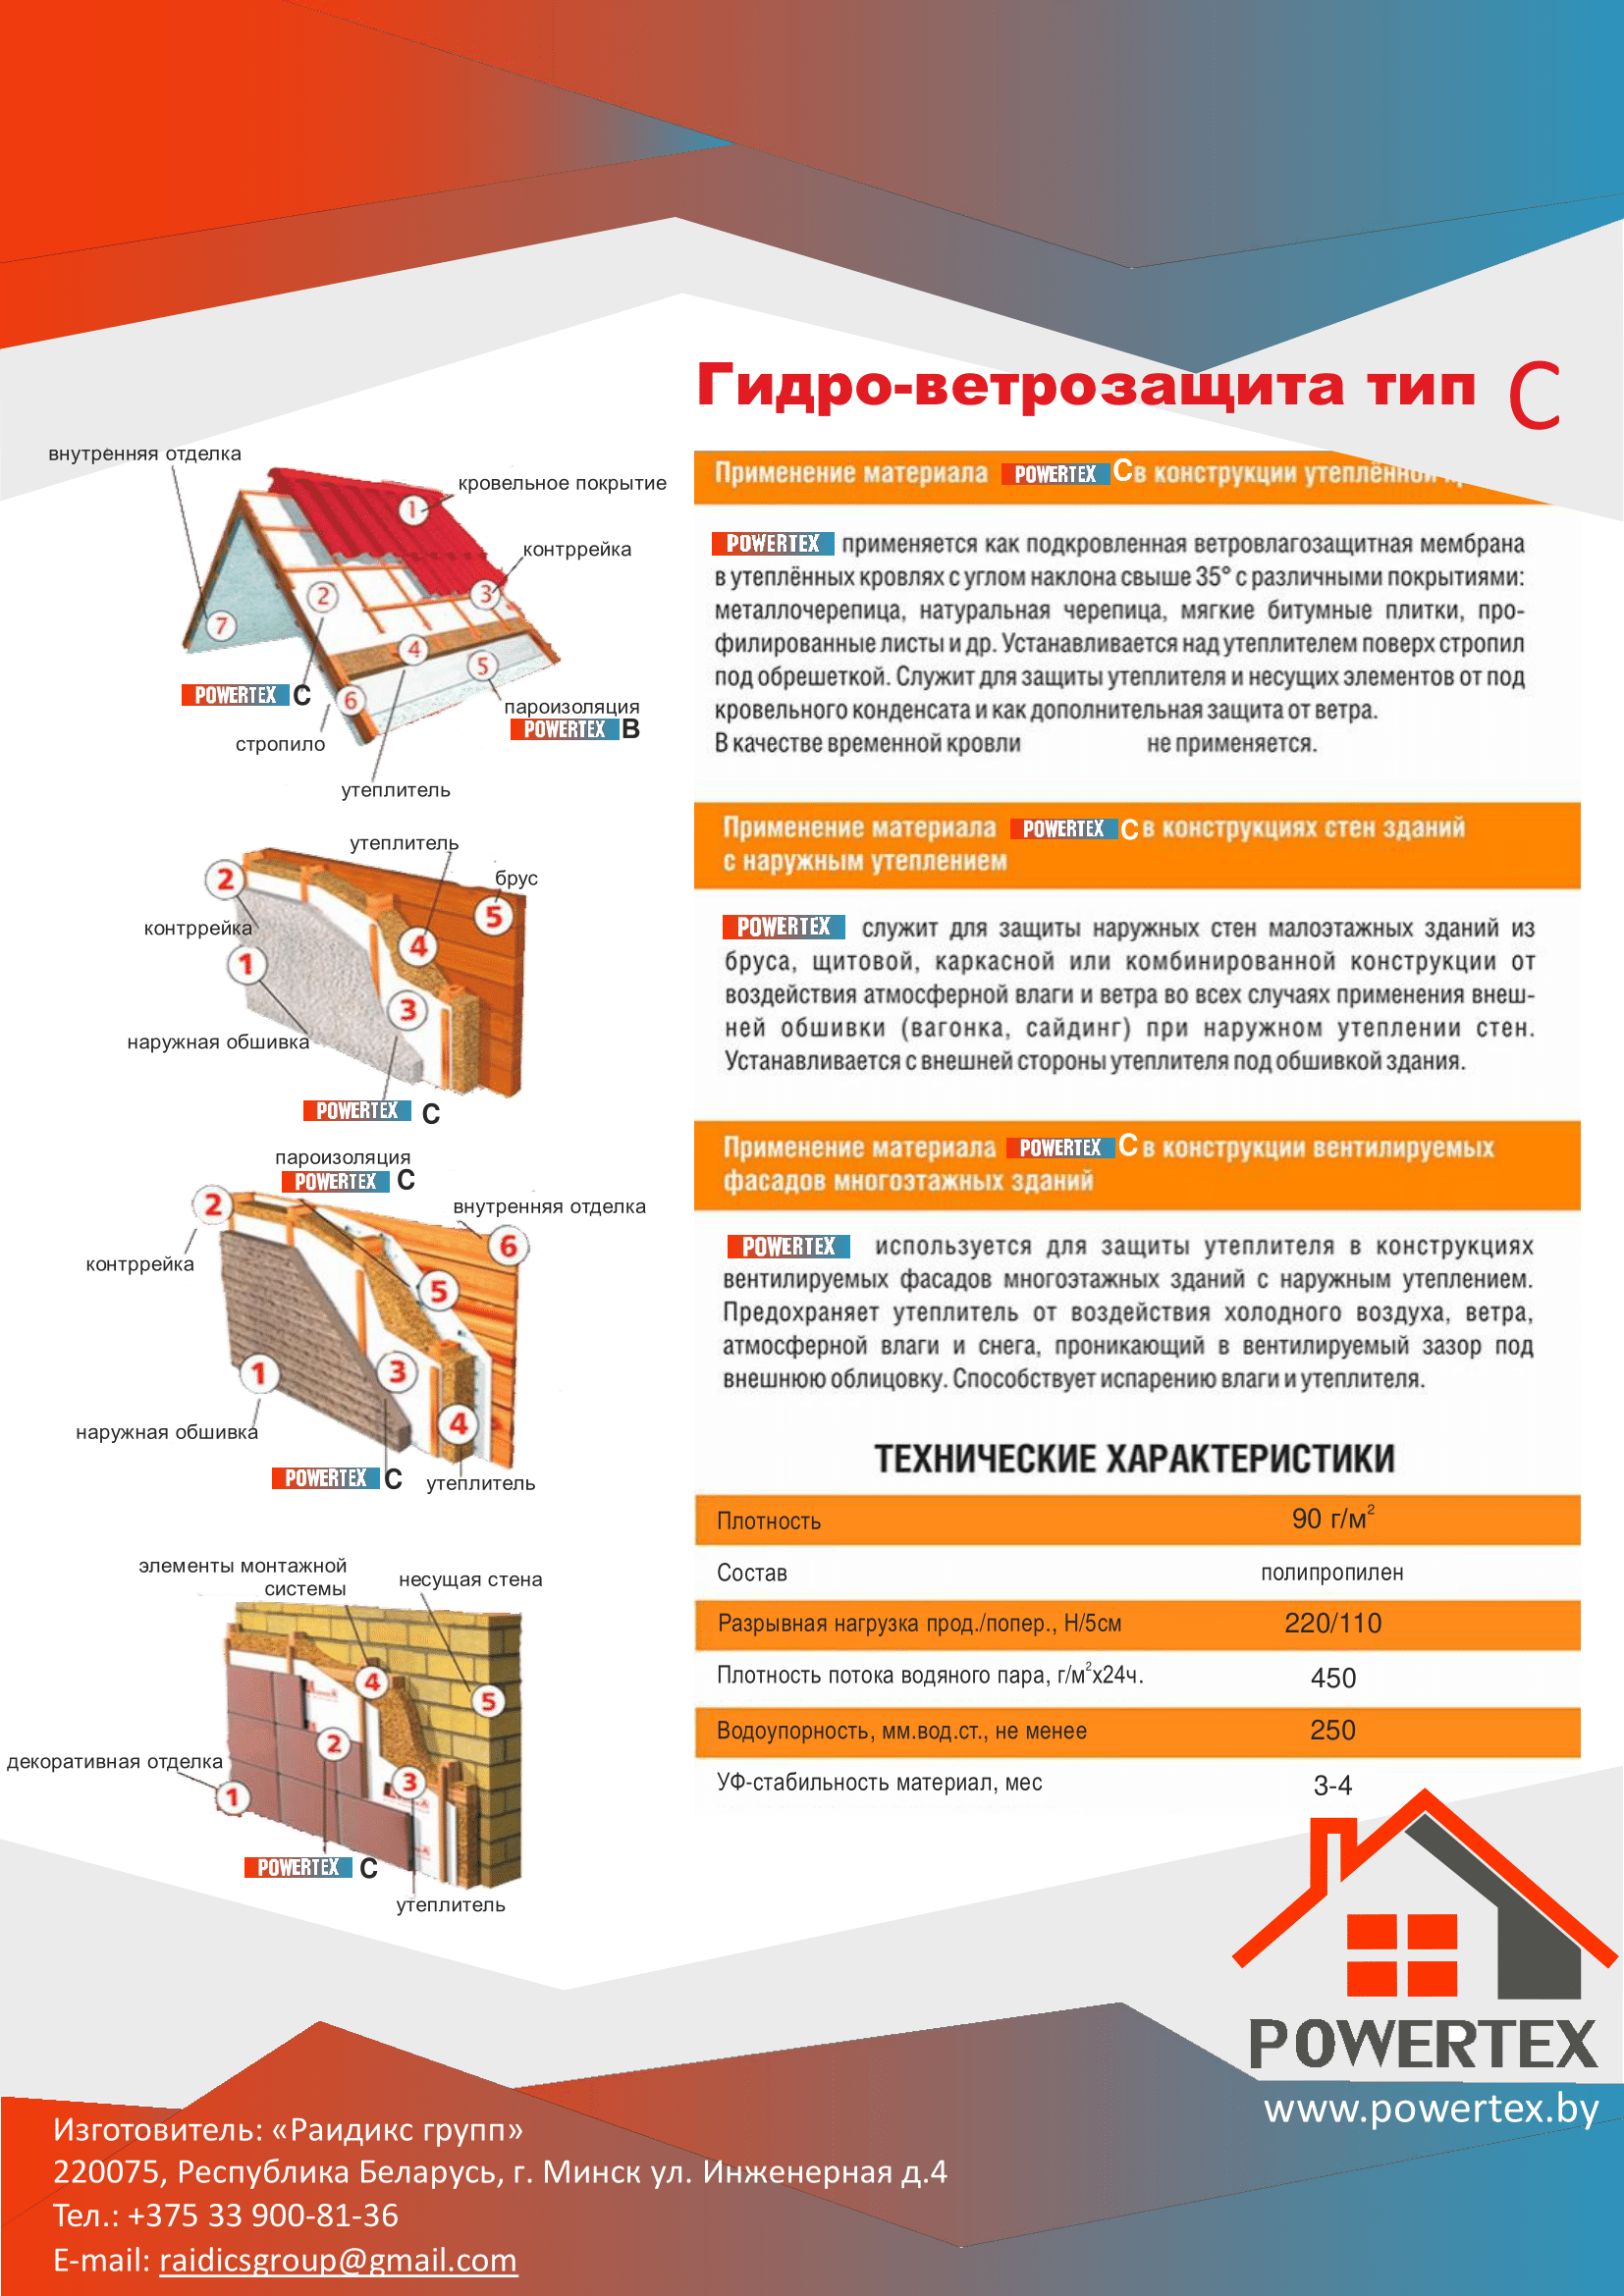 Гидро-ветрозащита тип С
внутренняя отделка
кровельное покрытие
1
контррейка
2
3
7
4
5
6
POWERTEX C
пароизоляция
POWERTEX B
стропило
утеплитель
утеплитель
брус
2
5
контррейка
4
1
3
наружная обшивка
POWERTEX C
пароизоляция
POWERTEX C
2
внутренняя отделка
6
контррейка
5
1
3
4
наружная обшивка
POWERTEX C
утеплитель
элементы монтажной
системы
несущая стена
4
5
2
декоративная отделка
3
1
POWERTEX C
утеплитель
Применение материала POWERTEX C в конструкции утеплённой
POWERTEX применяется как подкровленная ветровлагозащитная мембрана
в утеплённых кровлях с углом наклона свыше 35° с различными покрытиями:
металлочерепица, натуральная черепица, мягкие битумные плитки, про-
филированные листы и др. Устанавливается над утеплителем поверх стропил
под обрешеткой. Служит для защиты утеплителя и несущих элементов от под
кровельного конденсата и как дополнительная защита от ветра.
В качестве временной кровли не применяется.
Применение материала POWERTEX C в конструкциях стен зданий
с наружным утеплением
POWERTEX служит для защиты наружных стен малоэтажных зданий из
бруса, щитовой, каркасной или комбинированной конструкции от
воздействия атмосферной влаги и ветра во всех случаях применения внеш-
ней обшивки (вагонка, сайдинг) при наружном утеплении стен.
Устанавливается с внешней стороны утеплителя под обшивкой здания.
Применение материала POWERTEX C в конструкции вентилируемых
фасадов многоэтажных зданий
POWERTEX используется для защиты утеплителя в конструкциях
вентилируемых фасадов многоэтажных зданий с наружным утеплением.
Предохраняет утеплитель от воздействия холодного воздуха, ветра,
атмосферной влаги и снега, проникающий в вентилируемый зазор под
внешнюю облицовку. Способствует испарению влаги и утеплителя.
ТЕХНИЧЕСКИЕ ХАРАКТЕРИСТИКИ
Плотность 90 г/м²
Состав полипропилен
Разрывная нагрузка прод./попер., Н/5см 220/110
Плотность потока водяного пара, г/м²х24ч. 450
Водоупорность, мм.вод.ст., не менее 250
УФ-стабильность материал, мес 3-4
POWERTEX
www.powertex.by
Изготовитель: «Раидикс групп»
220075, Республика Беларусь, г. Минск ул. Инженерная д.4
Тел.: +375 33 900-81-36
E-mail: raidicsgroup@gmail.com